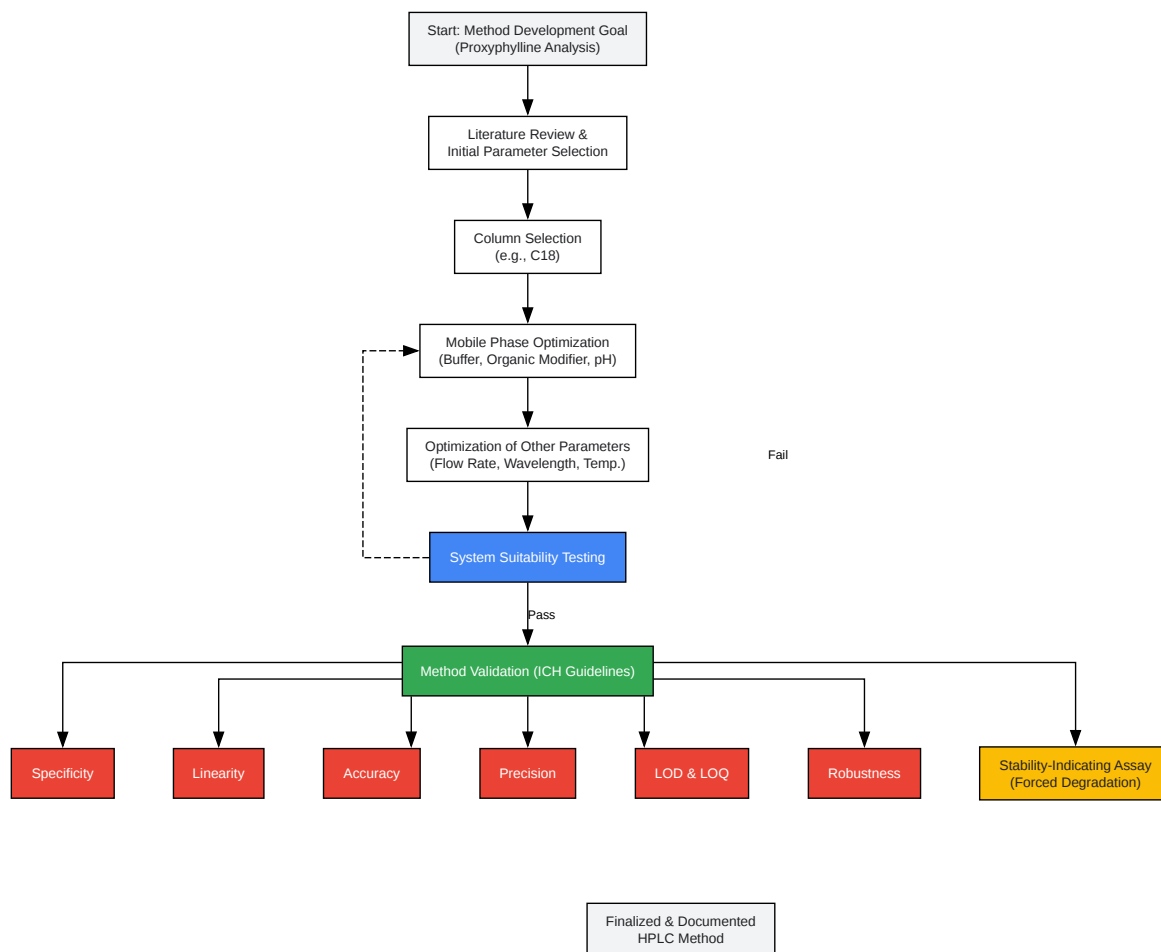 Start: Method Development Goal
(Proxyphylline Analysis)
Literature Review &
Initial Parameter Selection
Column Selection
(e.g., C18)
Mobile Phase Optimization
(Buffer, Organic Modifier, pH)
Optimization of Other Parameters
(Flow Rate, Wavelength, Temp.)
Fail
System Suitability Testing
Pass
Method Validation (ICH Guidelines)
Specificity
Linearity
Accuracy
Precision
LOD & LOQ
Robustness
Stability-Indicating Assay
(Forced Degradation)
Finalized & Documented
HPLC Method